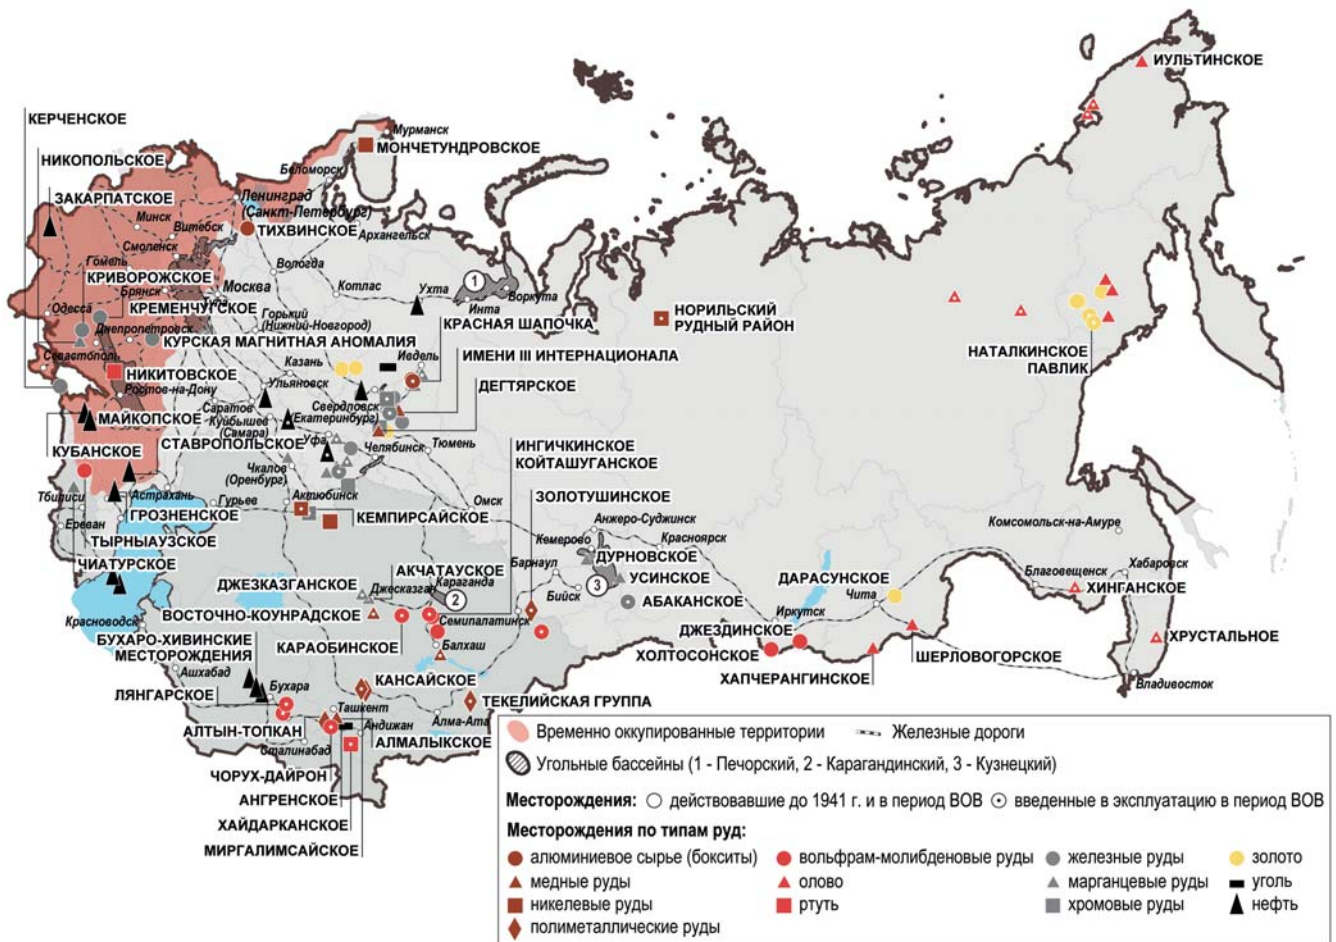 ИУЛЬТИНСКОЕ
КЕРЧЕНСКОЕ
Мурманск
МОНЧЕТУНДРОВСКОЕ
НИКОПОЛЬСКОЕ
Беломорск
ЗАКАРПАТСКОЕ
Ленинград
(Санкт-Петербург)
Минск
Витебск
ТИХВИНСКОЕ
Архангельск
Смоленск
Гомель
Вологда
КРИВОРОЖСКОЕ
Брянск
Москва
Котлас
Ухта
1
Воркута
Инта
КРЕМЕНЧУГСКОЕ
Тула
Одесса
Горький
(Нижний-Новгород)
КРАСНАЯ ШАПОЧКА
НОРИЛЬСКИЙ
РУДНЫЙ РАЙОН
Днепропетровск
КУРСКАЯ МАГНИТНАЯ АНОМАЛИЯ
Севастополь
Казань
Ивдель
ИМЕНИ III ИНТЕРНАЦИОНАЛА
НАТАЛКИНСКОЕ
ПАВЛИК
НИКИТОВСКОЕ
Ульяновск
ДЕГТЯРСКОЕ
Ростов-на-Дону
Саратов
Свердловск
(Екатеринбург)
МАЙКОПСКОЕ
Куйбышев
(Самара)
СТАВРОПОЛЬСКОЕ
Уфа
Челябинск
Тюмень
КУБАНСКОЕ
ИНГИЧКИНСКОЕ
КОЙТАШУГАНСКОЕ
Чкалов
(Оренбург)
Тбилиси
Астрахань
Гурьев
Актюбинск
Омск
ЗОЛОТУШИНСКОЕ
ГРОЗНЕНСКОЕ
КЕМПИРСАЙСКОЕ
Ереван
Анжеро-Суджинск
Комсомольск-на-Амуре
ТЫРНЫАУЗСКОЕ
Кемерово
Красноярск
ЧИАТУРСКОЕ
АКЧАТАУСКОЕ
Барнаул
ДУРНОВСКОЕ
Хабаровск
ДЖЕЗКАЗГАНСКОЕ
Джесказган
Караганда
2
Бийск
3
УСИНСКОЕ
ДАРАСУНСКОЕ
Чита
Благовещенск
ХИНГАНСКОЕ
ВОСТОЧНО-КОУНРАДСКОЕ
Семипалатинск
АБАКАНСКОЕ
Иркутск
Красноводск
ДЖЕЗДИНСКОЕ
БУХАРО-ХИВИНСКИЕ
МЕСТОРОЖДЕНИЯ
КАРАОБИНСКОЕ
Балхаш
ХОЛТОСОНСКОЕ
ШЕРЛОВОГОРСКОЕ
ХРУСТАЛЬНОЕ
Ашхабад
ХАПЧЕРАНГИНСКОЕ
КАНСАЙСКОЕ
Владивосток
ЛЯНГАРСКОЕ
Бухара
ТЕКЕЛИЙСКАЯ ГРУППА
Ташкент
Алма-Ата
АЛТЫН-ТОПКАН
Андижан
Сталинабад
АЛМАЛЫКСКОЕ
ЧОРУХ-ДАЙРОН
АНГРЕНСКОЕ
ХАЙДАРКАНСКОЕ
МИРГАЛИМСАЙСКОЕ
Временно оккупированные территории
Железные дороги
Угольные бассейны (1 - Печорский, 2 - Карагандинский, 3 - Кузнецкий)
Месторождения: действовавшие до 1941 г. и в период ВОВ введенные в эксплуатацию в период ВОВ
Месторождения по типам руд:
алюминиевое сырье (бокситы) вольфрам-молибденовые руды железные руды золото
медные руды олово марганцевые руды уголь
никелевые руды ртуть хромовые руды нефть
полиметаллические руды